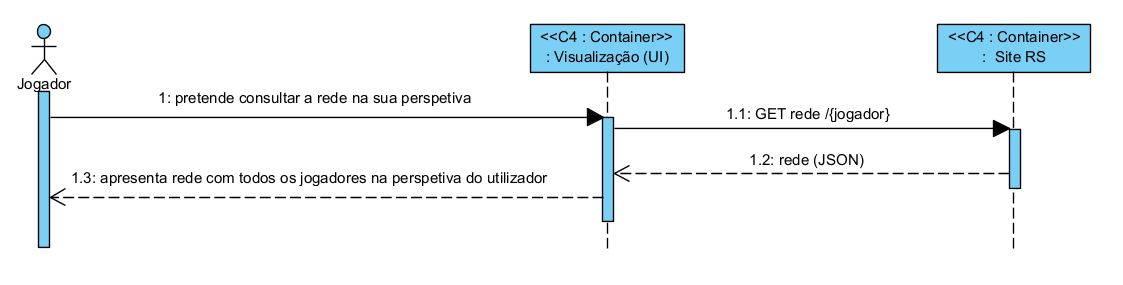 <<C4 : Container>>
: Visualização (UI)
<<C4 : Container>>
: Site RS
Jogador
1: pretende consultar a rede na sua perspetiva
1.1: GET rede /{jogador}
1.2: rede (JSON)
1.3: apresenta rede com todos os jogadores na perspetiva do utilizador